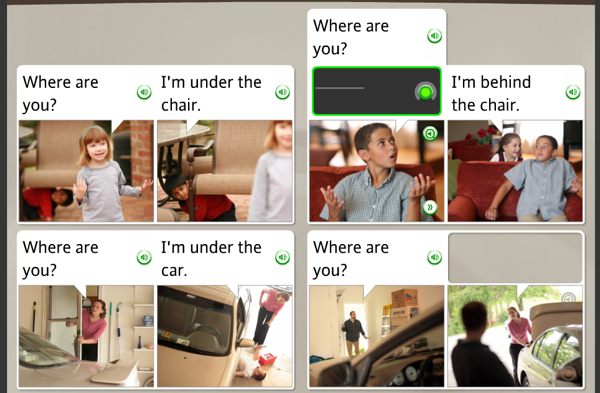 Where are
you?
Where are
you?
I'm under the
chair.
I'm behind
the chair.
Where are
you?
I'm under the
car.
Where are
you?